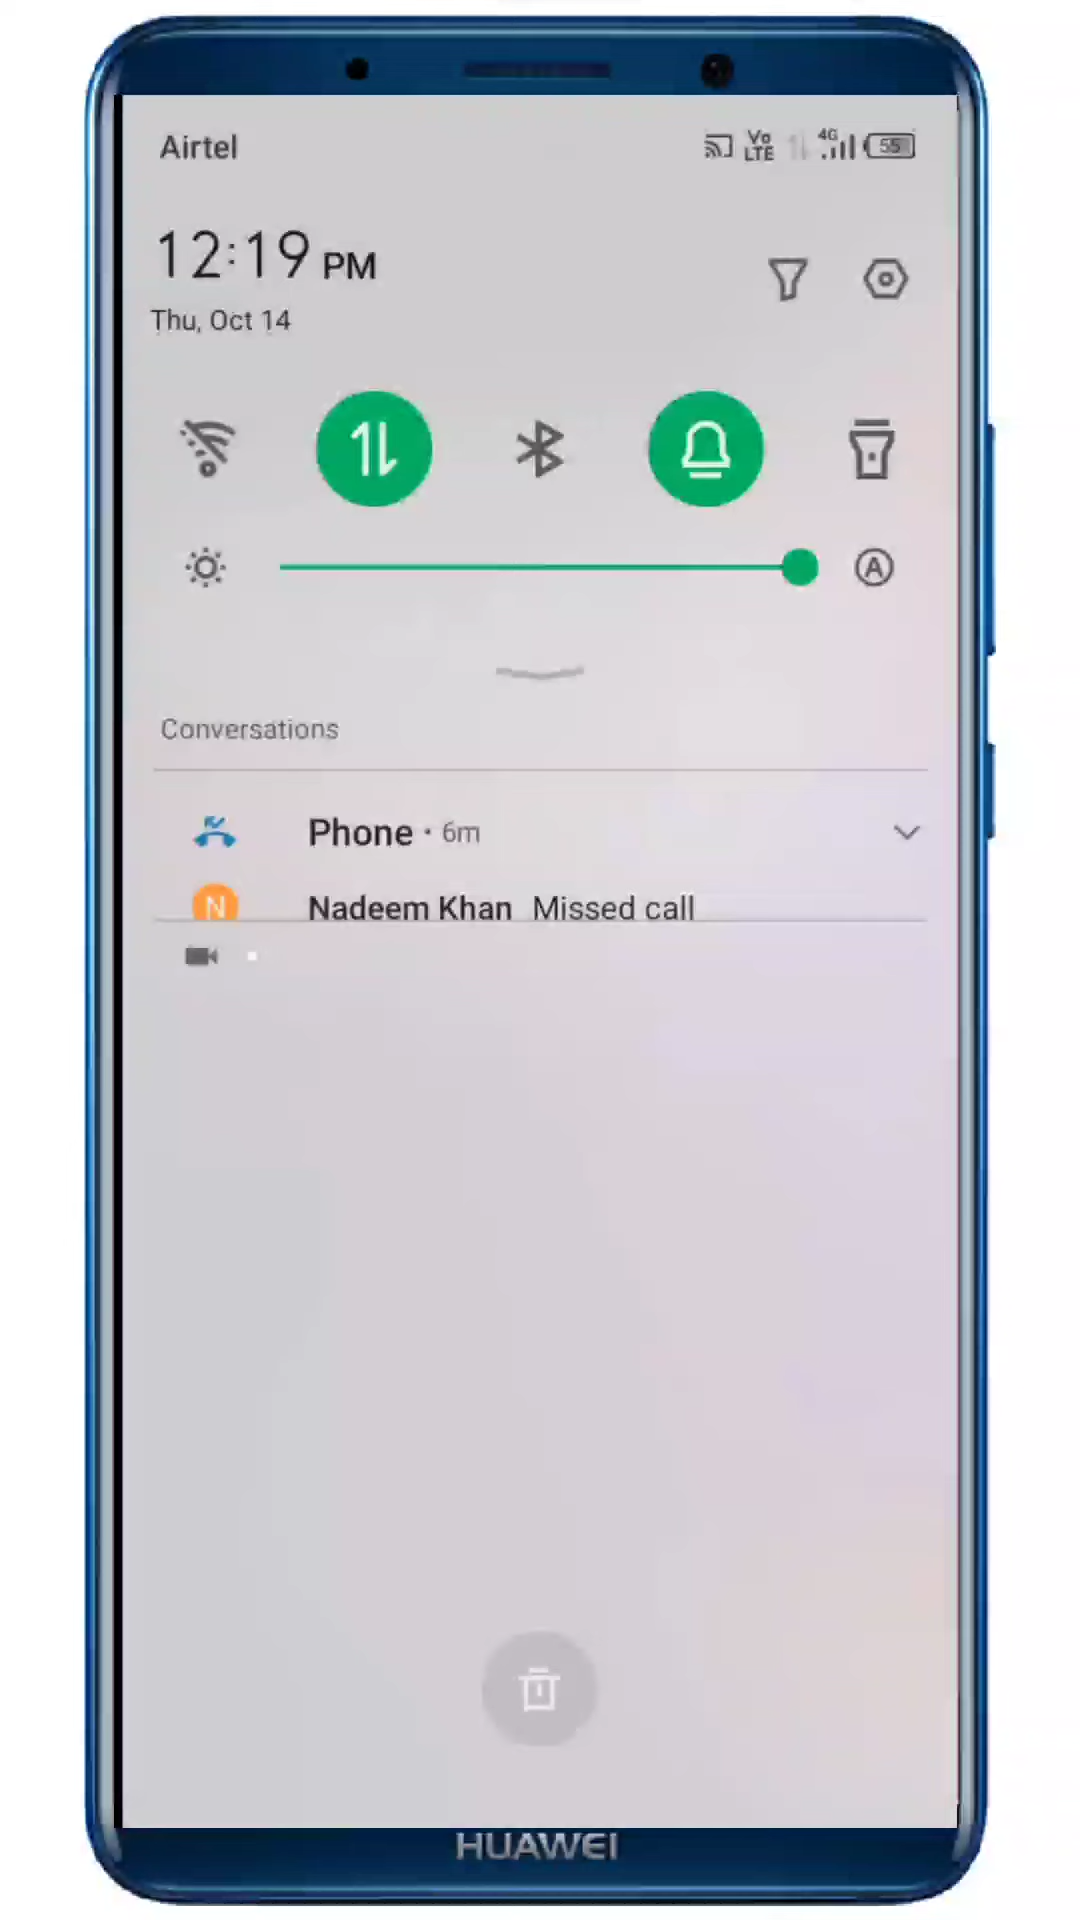 Airtel
Vo LTE 4G 55
12:19 PM
Thu, Oct 14
A
Conversations
Phone • 6m
N
Nadeem Khan Missed call
HUAWEI